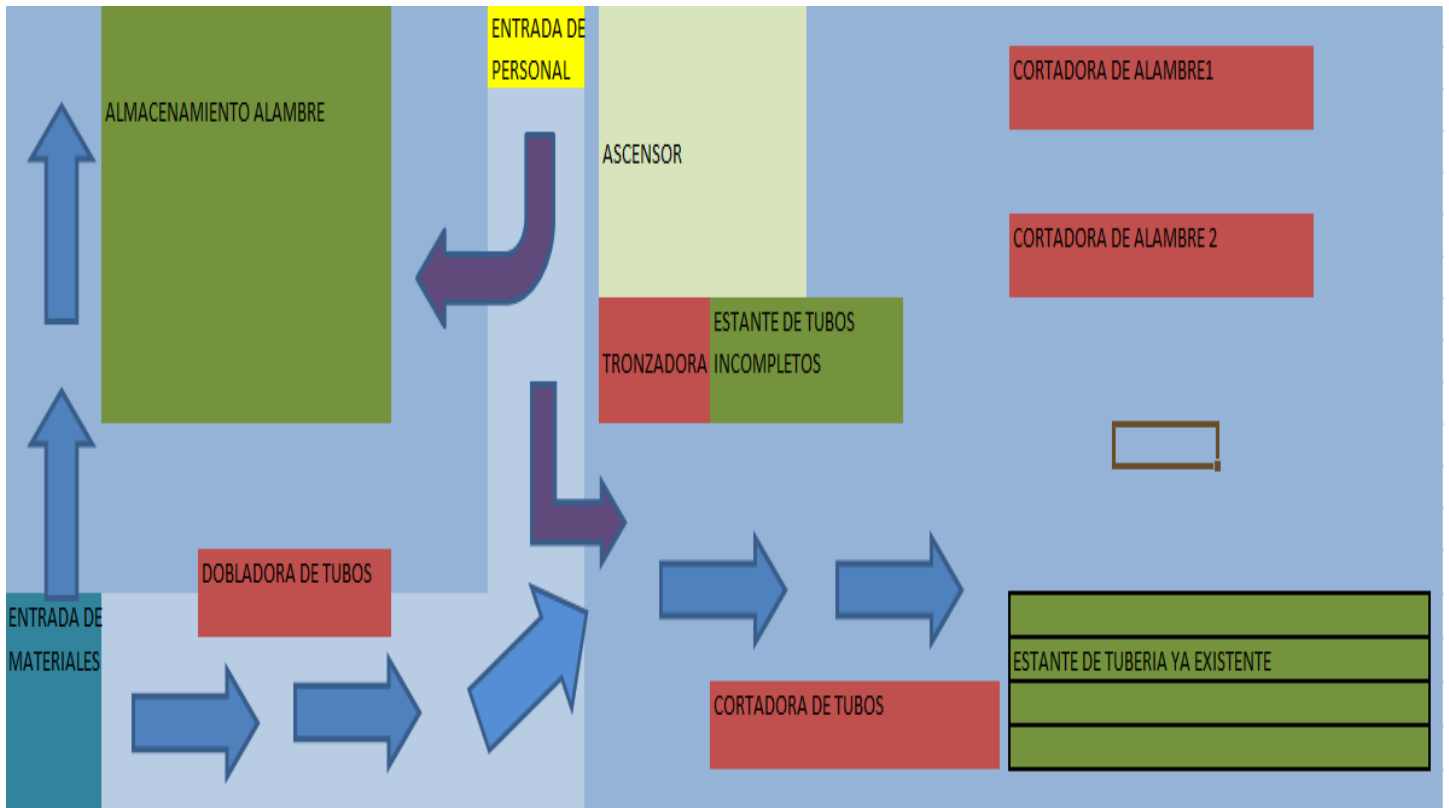 ENTRADA DE
PERSONAL
ALMACENAMIENTO ALAMBRE
ASCENSOR
CORTADORA DE ALAMBRE1
CORTADORA DE ALAMBRE 2
TRONZADORA
ESTANTE DE TUBOS
INCOMPLETOS
DOBLADORA DE TUBOS
ENTRADA DE
MATERIALES
ESTANTE DE TUBERIA YA EXISTENTE
CORTADORA DE TUBOS